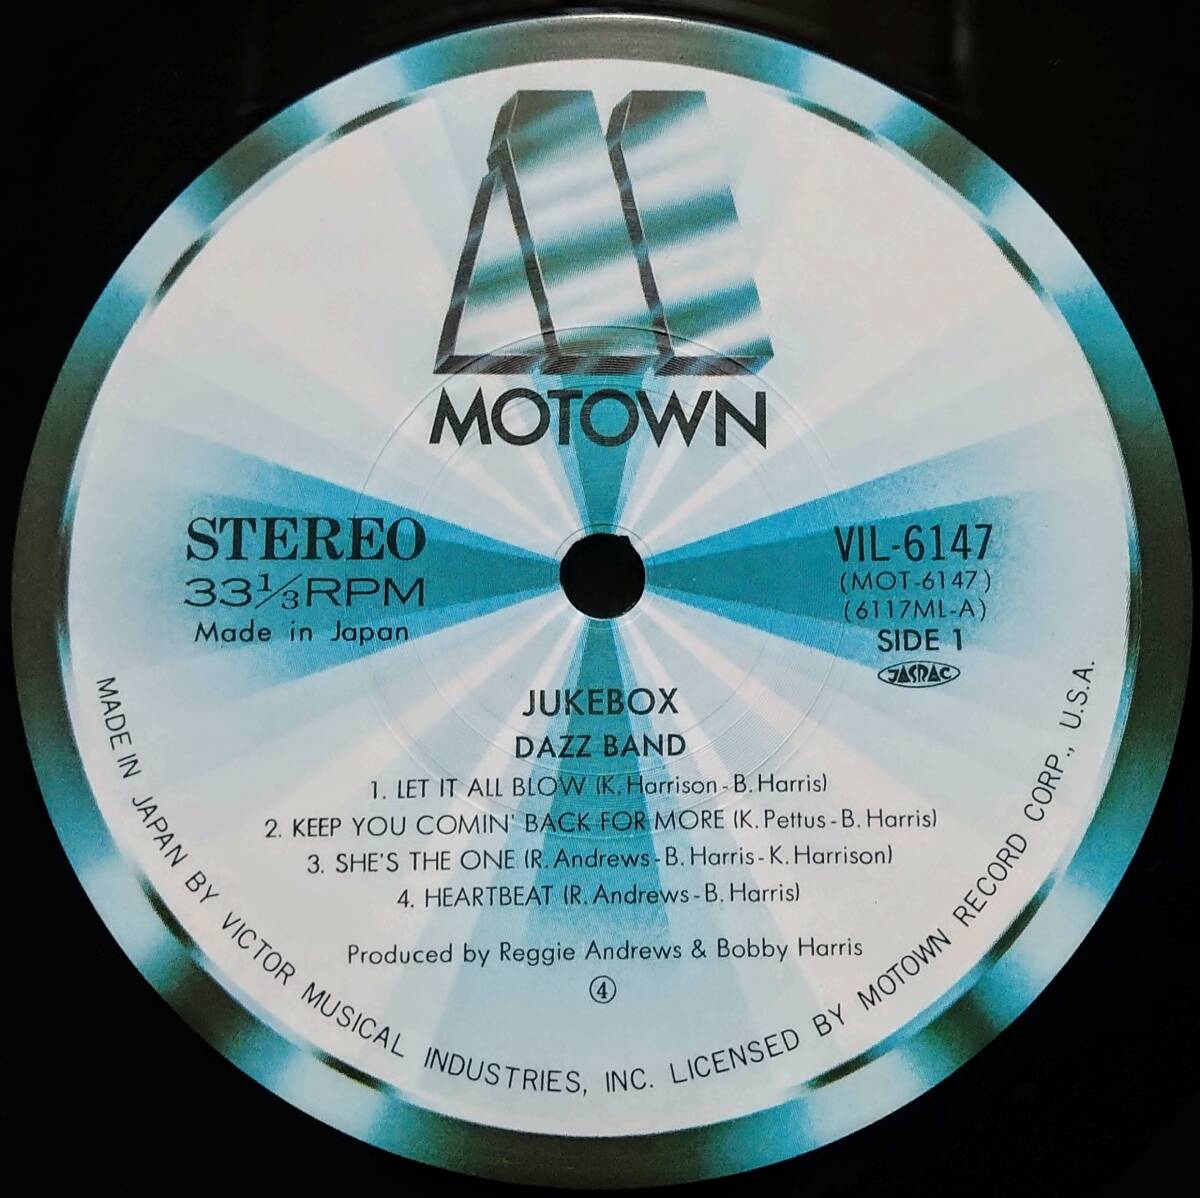 MOTOWN
STEREO
33⅓RPM
Made in Japan
VIL-6147
(MOT-6147)
(6117ML-A)
SIDE 1
JASRAC
JUKEBOX
DAZZ BAND
1. LET IT ALL BLOW (K. Harrison-B. Harris)
2. KEEP YOU COMIN' BACK FOR MORE (K. Pettus-B. Harris)
3. SHE'S THE ONE (R. Andrews-B. Harris-K. Harrison)
4. HEARTBEAT (R. Andrews-B. Harris)
Produced by Reggie Andrews & Bobby Harris
④
MADE IN JAPAN BY VICTOR MUSICAL INDUSTRIES, INC. LICENSED BY MOTOWN RECORD CORP., U.S.A.